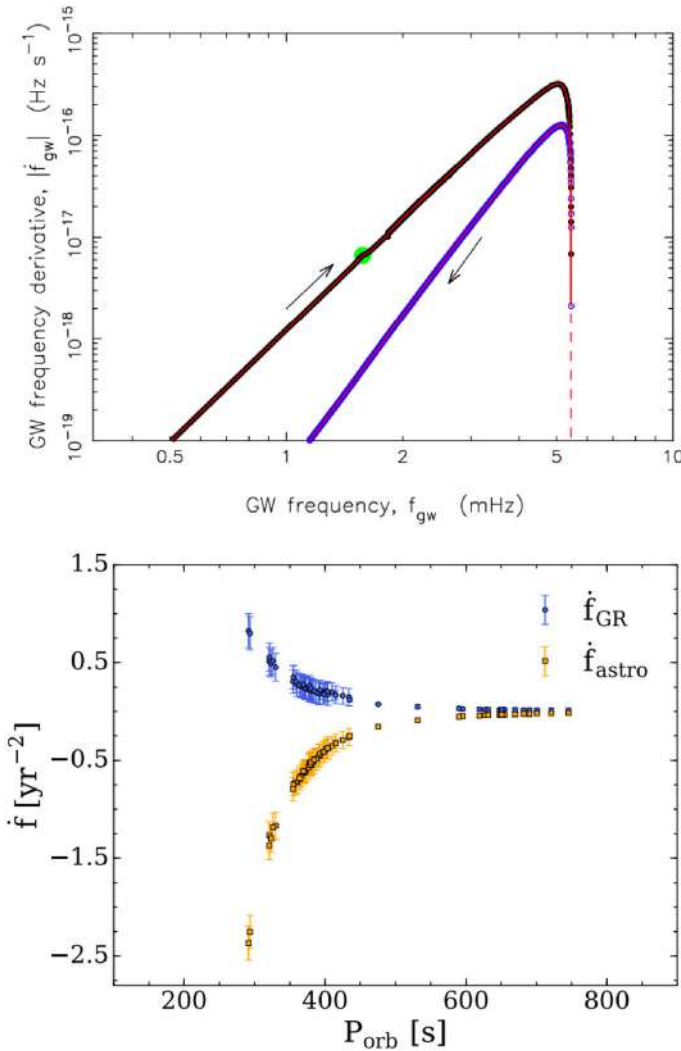 10⁻¹⁵
10⁻¹⁶
10⁻¹⁷
10⁻¹⁸
10⁻¹⁹
GW frequency derivative, |ḟgw| (Hz s⁻¹)
0.5 1 2 5 10
GW frequency, fgw (mHz)
1.5
0.5
−0.5
−1.5
−2.5
ḟ [yr⁻²]
ḟGR
ḟastro
200 400 600 800
Porb [s]